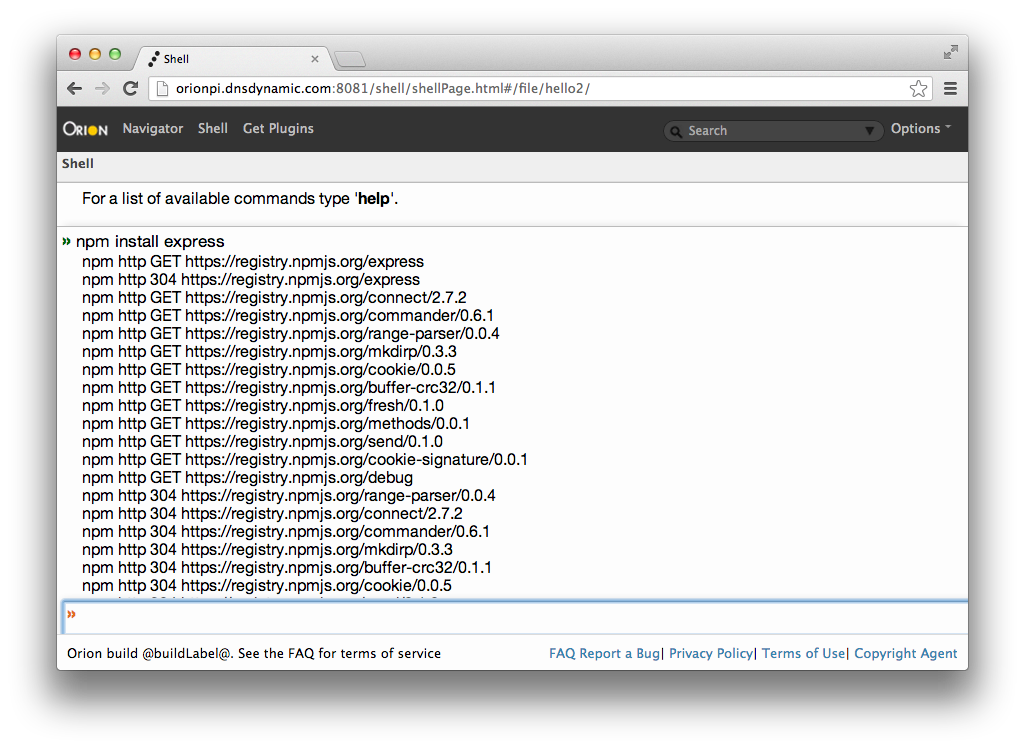 Shell
orionpi.dnsdynamic.com:8081/shell/shellPage.html#/file/hello2/
ORION Navigator Shell Get Plugins Search Options
Shell
For a list of available commands type 'help'.
» npm install express
npm http GET https://registry.npmjs.org/express
npm http 304 https://registry.npmjs.org/express
npm http GET https://registry.npmjs.org/connect/2.7.2
npm http GET https://registry.npmjs.org/commander/0.6.1
npm http GET https://registry.npmjs.org/range-parser/0.0.4
npm http GET https://registry.npmjs.org/mkdirp/0.3.3
npm http GET https://registry.npmjs.org/cookie/0.0.5
npm http GET https://registry.npmjs.org/buffer-crc32/0.1.1
npm http GET https://registry.npmjs.org/fresh/0.1.0
npm http GET https://registry.npmjs.org/methods/0.0.1
npm http GET https://registry.npmjs.org/send/0.1.0
npm http GET https://registry.npmjs.org/cookie-signature/0.0.1
npm http GET https://registry.npmjs.org/debug
npm http 304 https://registry.npmjs.org/range-parser/0.0.4
npm http 304 https://registry.npmjs.org/connect/2.7.2
npm http 304 https://registry.npmjs.org/commander/0.6.1
npm http 304 https://registry.npmjs.org/mkdirp/0.3.3
npm http 304 https://registry.npmjs.org/buffer-crc32/0.1.1
npm http 304 https://registry.npmjs.org/cookie/0.0.5
»
Orion build @buildLabel@. See the FAQ for terms of service FAQ Report a Bug| Privacy Policy| Terms of Use| Copyright Agent